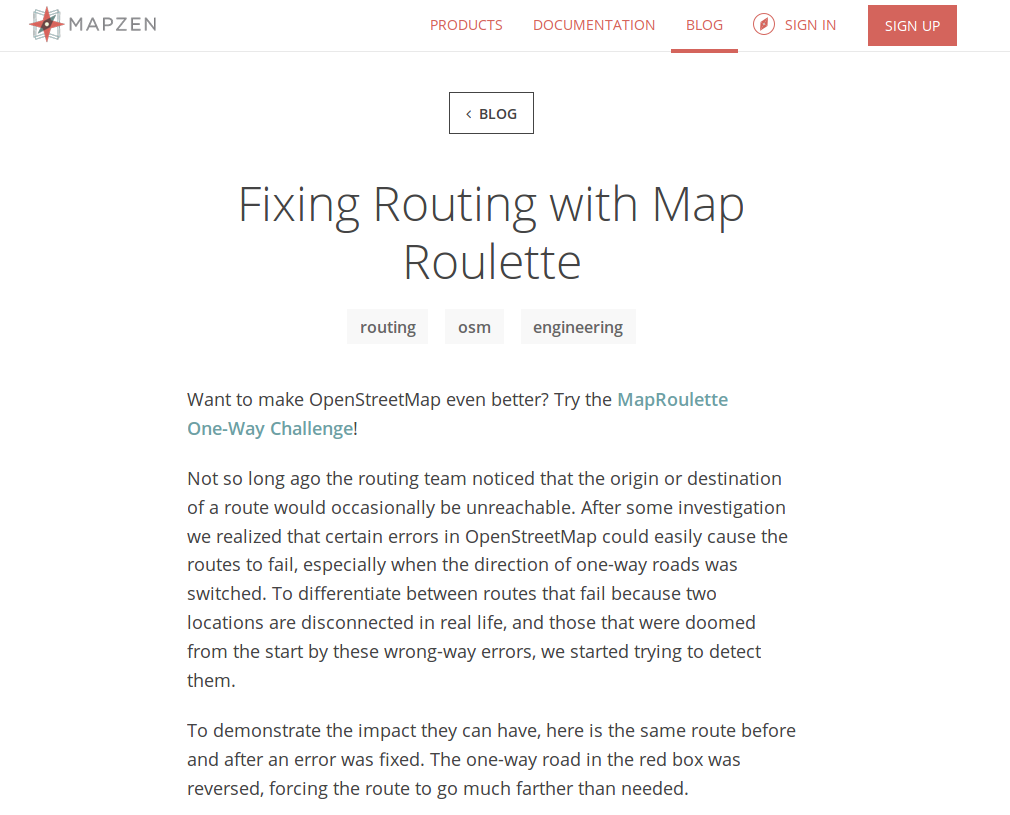 MAPZEN
PRODUCTS DOCUMENTATION BLOG SIGN IN SIGN UP
‹ BLOG
Fixing Routing with Map
Roulette
routing osm engineering
Want to make OpenStreetMap even better? Try the MapRoulette
One-Way Challenge!
Not so long ago the routing team noticed that the origin or destination
of a route would occasionally be unreachable. After some investigation
we realized that certain errors in OpenStreetMap could easily cause the
routes to fail, especially when the direction of one-way roads was
switched. To differentiate between routes that fail because two
locations are disconnected in real life, and those that were doomed
from the start by these wrong-way errors, we started trying to detect
them.
To demonstrate the impact they can have, here is the same route before
and after an error was fixed. The one-way road in the red box was
reversed, forcing the route to go much farther than needed.